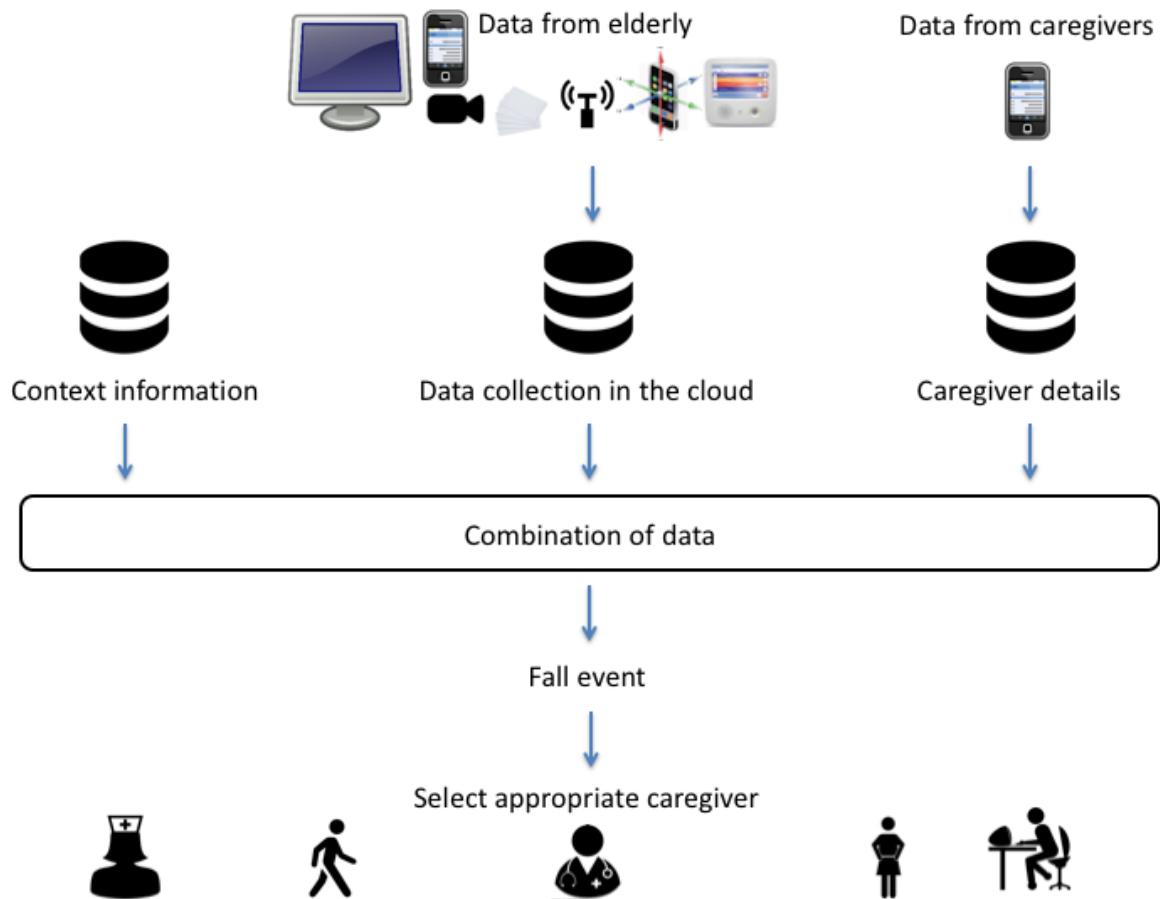 Data from elderly
Data from caregivers
Context information
Data collection in the cloud
Caregiver details
Combination of data
Fall event
Select appropriate caregiver